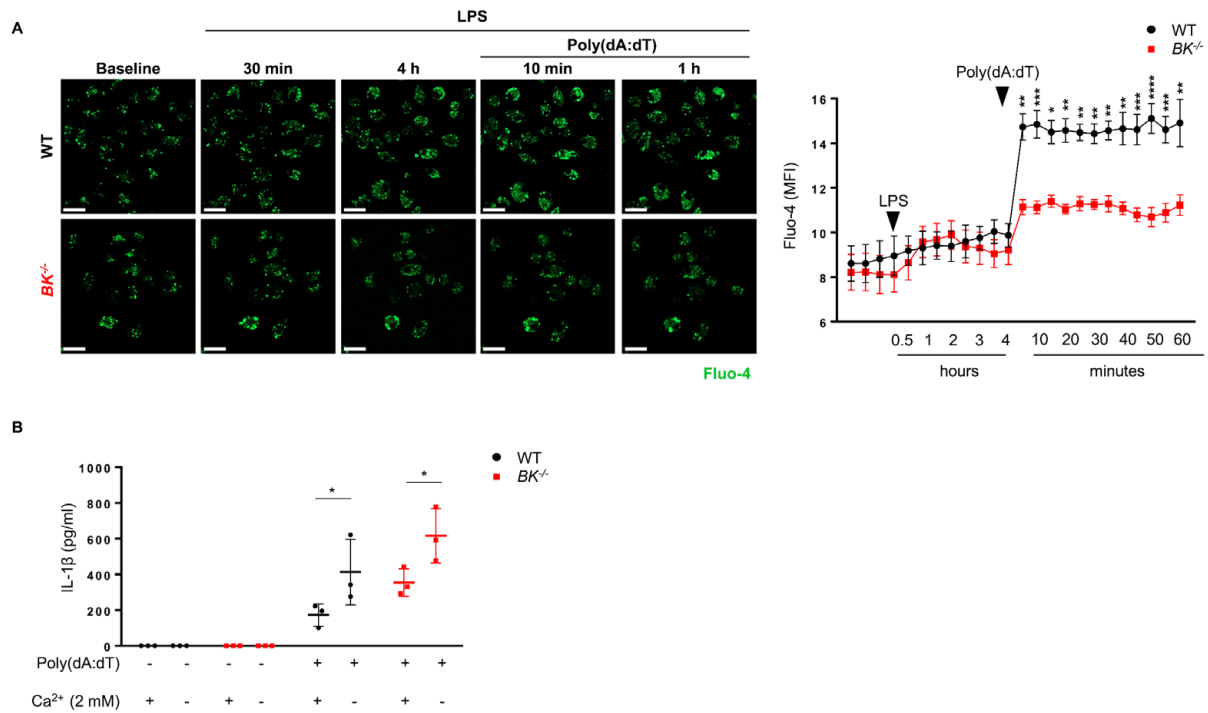 A
LPS
Poly(dA:dT)
Baseline 30 min 4 h 10 min 1 h
WT
BK-/-
Fluo-4
WT
BK-/-
Poly(dA:dT)
** *** * ** ** ** ** ** *** **** *** **
LPS
Fluo-4 (MFI)
16
14
12
10
8
6
0.5 1 2 3 4 10 20 30 40 50 60
hours minutes
B
WT
BK-/-
* *
IL-1β (pg/ml)
1000
800
600
400
200
0
Poly(dA:dT) - - - - + + + +
Ca2+ (2 mM) + - + - + - + -